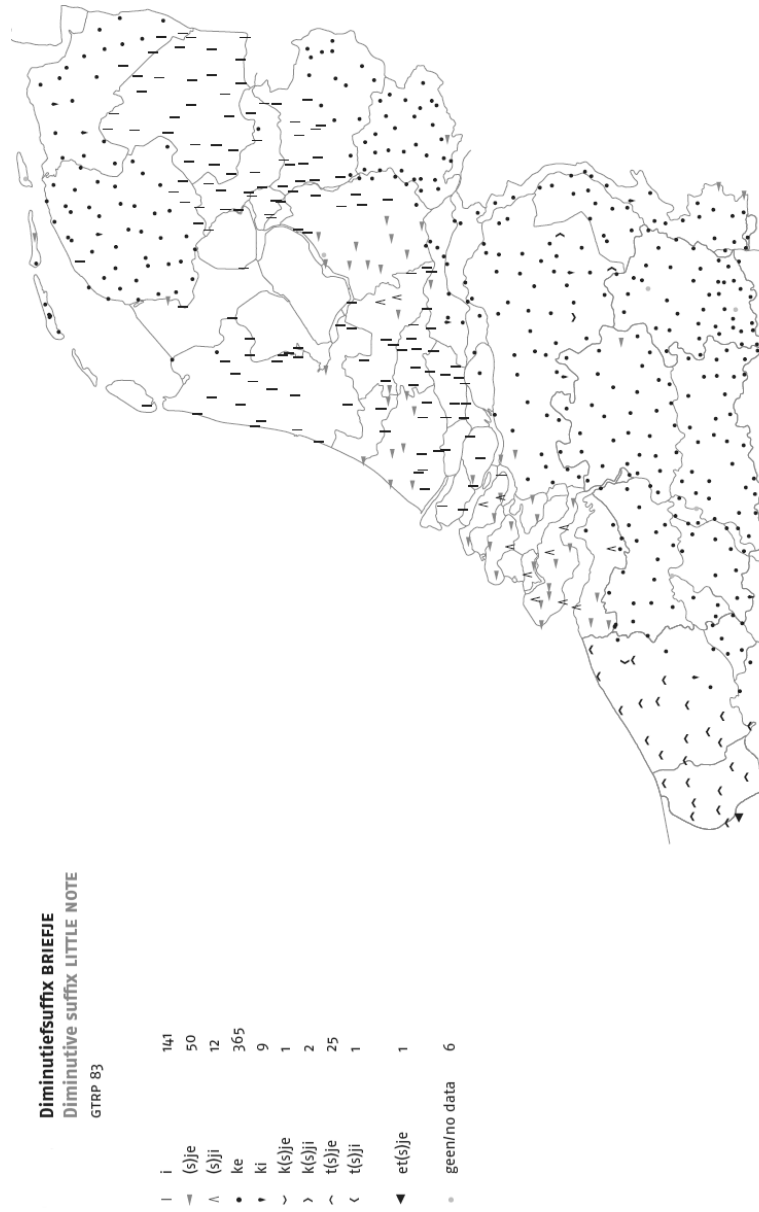 Diminutiefsuffix BRIEFJE
Diminutive suffix LITTLE NOTE
GTRP 83
i 141
(s)je 50
(s)ji 12
ke 365
ki 9
k(s)je 1
k(s)ji 2
t(s)je 25
t(s)ji 1
et(s)je 1
geen/no data 6